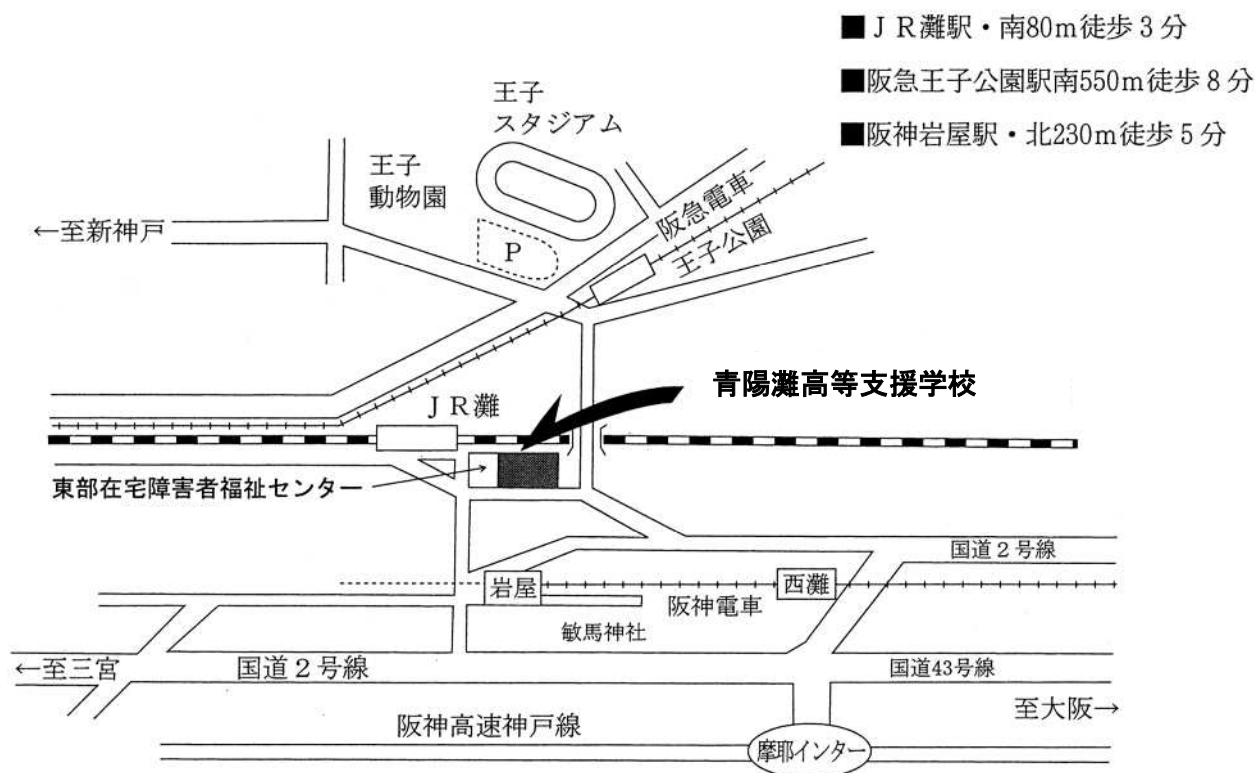 ■ＪＲ灘駅・南80m徒歩３分
■阪急王子公園駅南550m徒歩８分
■阪神岩屋駅・北230m徒歩５分
王子
スタジアム
王子
動物園
阪急電車
←至新神戸
P
王子公園
青陽灘高等支援学校
ＪＲ灘
東部在宅障害者福祉センター
国道２号線
岩屋
西灘
阪神電車
敏馬神社
←至三宮
国道２号線
国道43号線
至大阪→
阪神高速神戸線
摩耶インター